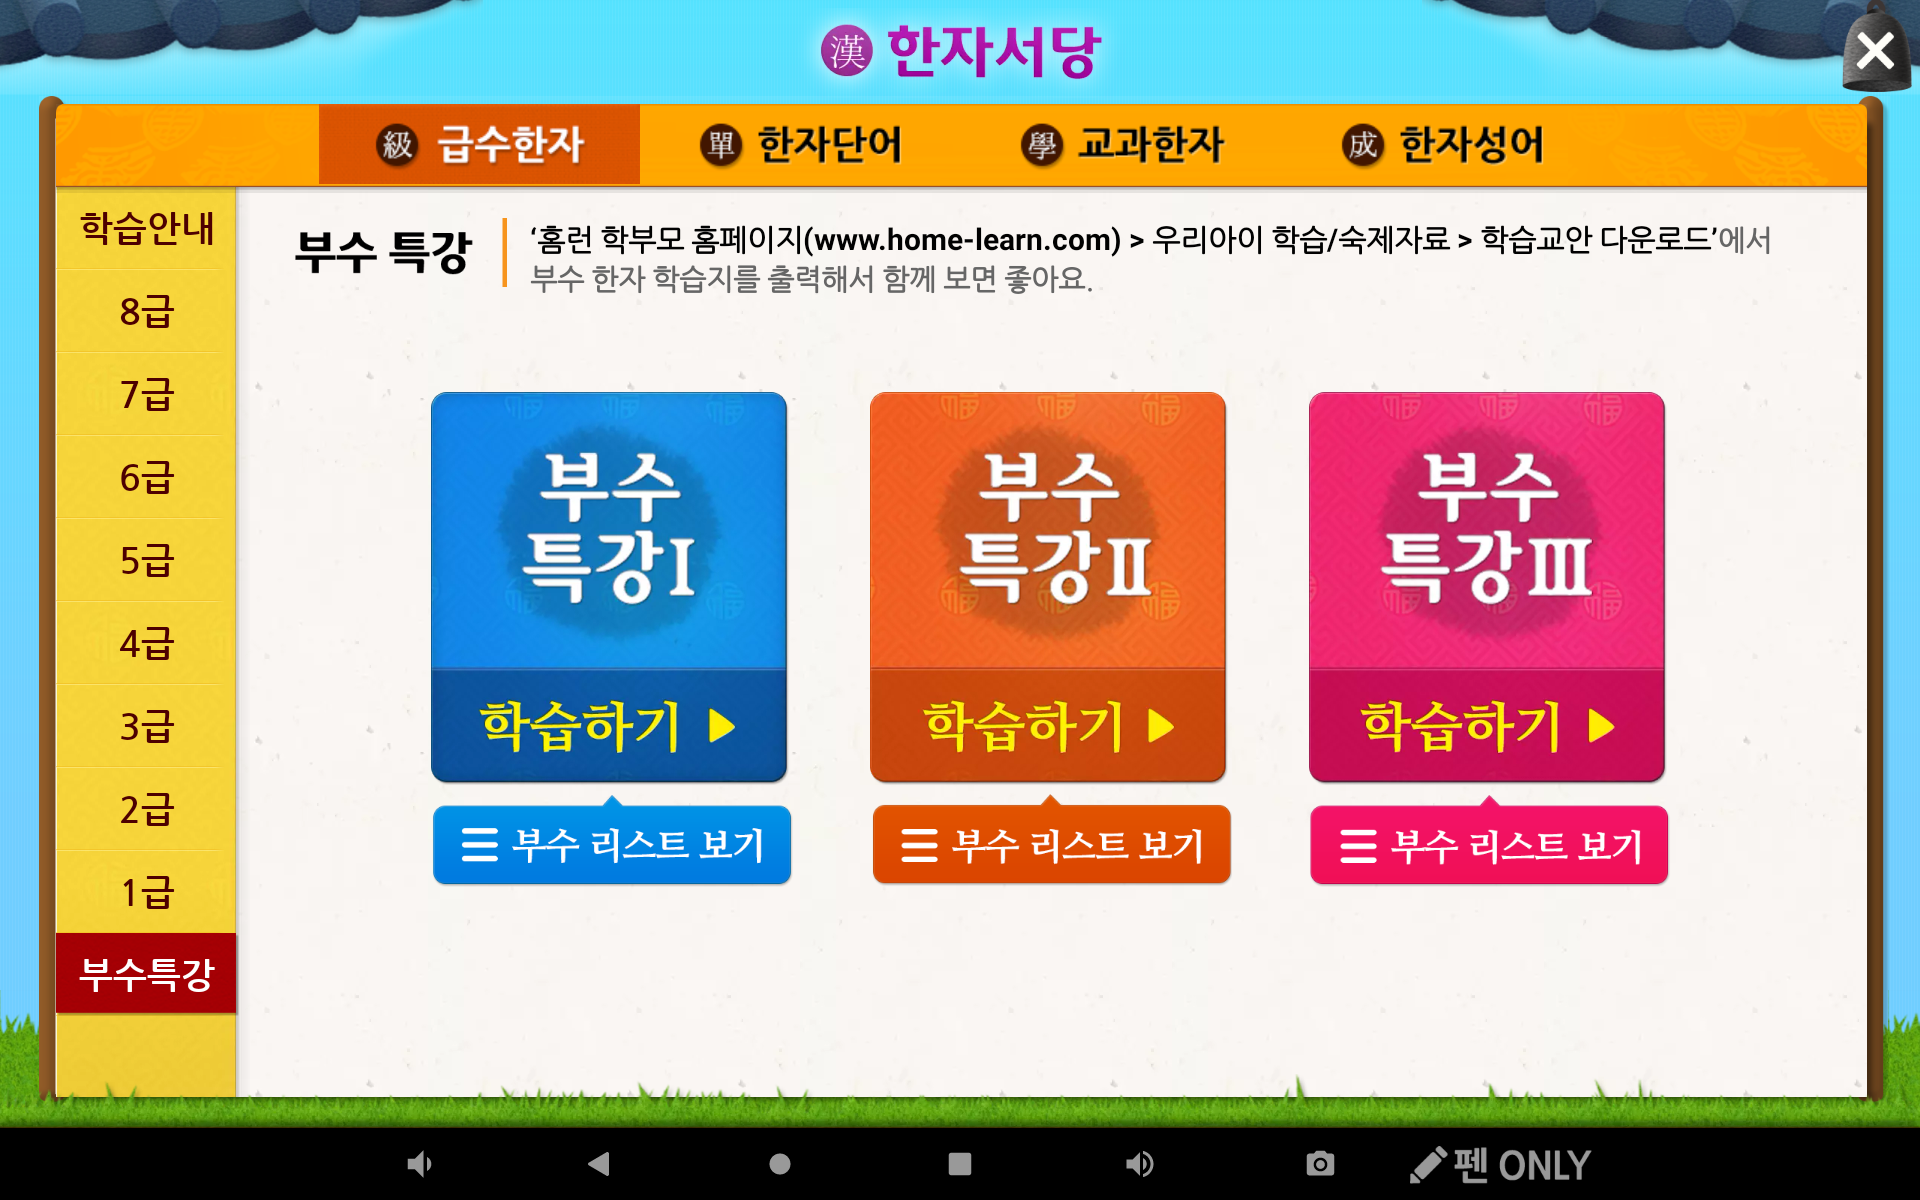 漢 한자서당
級 급수한자
單 한자단어
學 교과한자
成 한자성어
학습안내
8급
7급
6급
5급
4급
3급
2급
1급
부수특강
부수 특강
‘홈런 학부모 홈페이지(www.home-learn.com) > 우리아이 학습/숙제자료 > 학습교안 다운로드’에서
부수 한자 학습지를 출력해서 함께 보면 좋아요.
부수
특강Ⅰ
학습하기
부수 리스트 보기
부수
특강Ⅱ
학습하기
부수 리스트 보기
부수
특강Ⅲ
학습하기
부수 리스트 보기
펜 ONLY